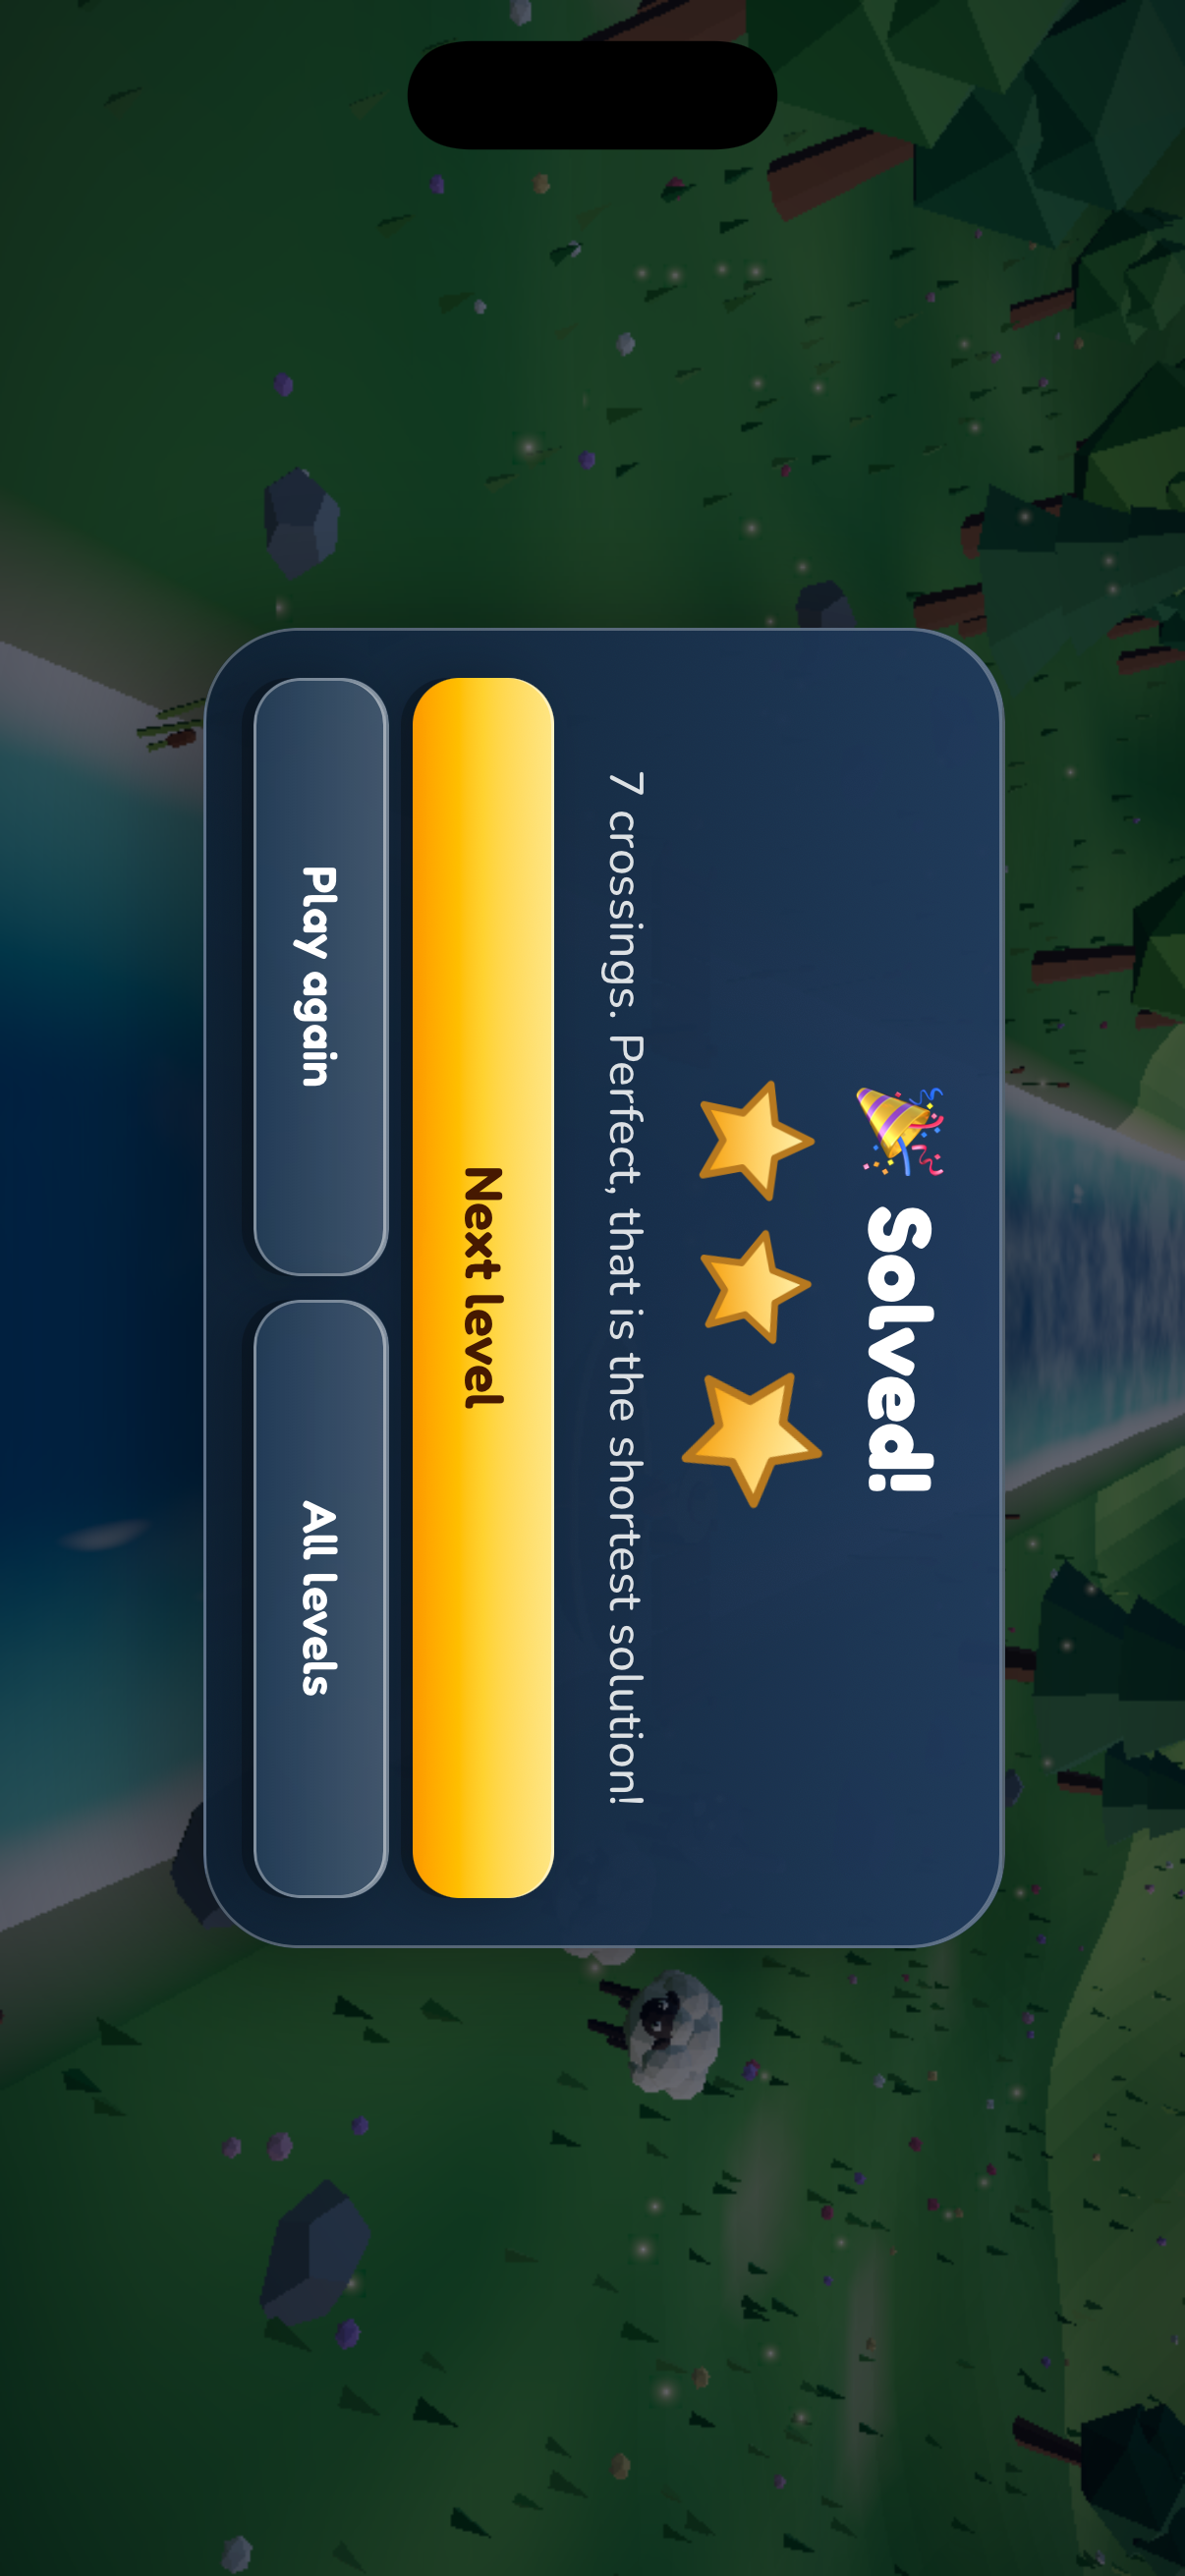 🎉 Solved!
7 crossings. Perfect, that is the shortest solution!
Next level
Play again
All levels